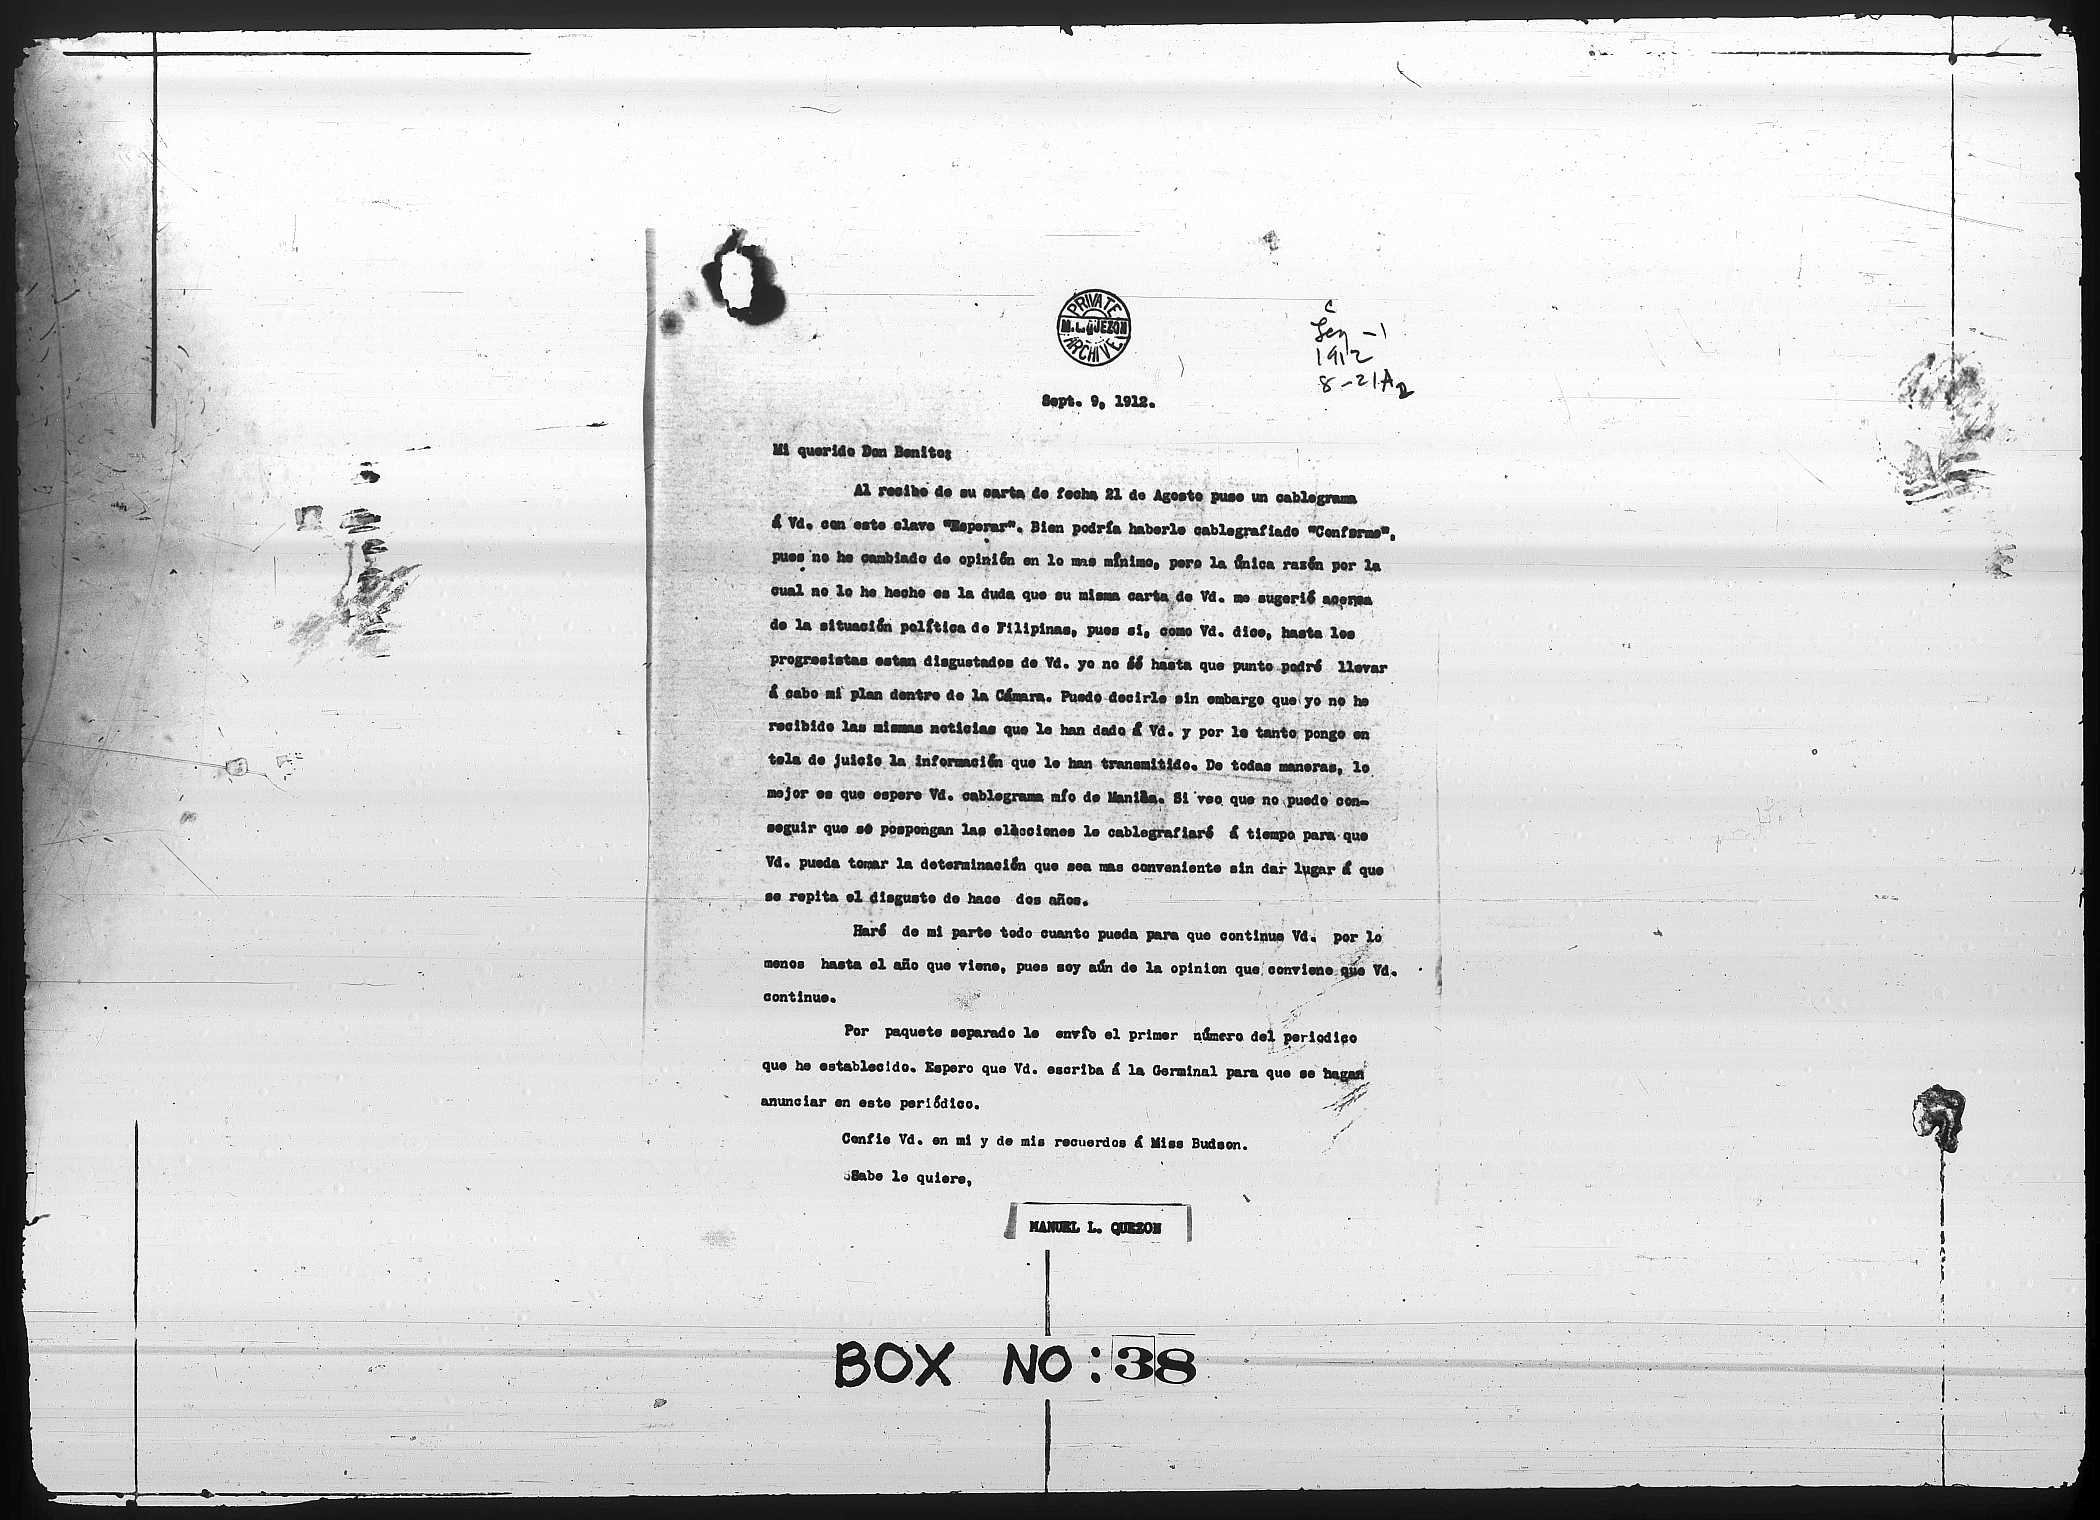 PRIVATE
M.L.QUEZON
ARCHIVE
c
Leg -1
1912
8-21A2
Sept. 9, 1912.
Mi querido Don Benito:
Al recibo de su carta de fecha 21 de Agosto puse un cablegrama
á Vd. con este clave "Esperar". Bien podría haberle cablegrafiado "Conforme",
pues no he cambiado de opinión en lo mas mínimo, pero la única razón por la
cual no lo he hecho es la duda que su misma carta de Vd. me sugerió acerca
de la situación política de Filipinas, pues si, como Vd. dice, hasta los
progresistas estan disgustados de Vd. yo no sé hasta que punto podré llevar
á cabo mi plan dentro de la Cámara. Puedo decirle sin embargo que yo no he
recibido las mismas noticias que le han dado á Vd. y por lo tanto pongo en
tela de juicio la información que le han transmitido. De todas maneras, lo
mejor es que espere Vd. cablegrama mío de Manila. Si veo que no puedo con-
seguir que se pospongan las elecciones le cablegrafiaré á tiempo para que
Vd. pueda tomar la determinación que sea mas conveniente sin dar lugar á que
se repita el disgusto de hace dos años.
Haré de mi parte todo cuanto pueda para que continue Vd. por lo
menos hasta el año que viene, pues soy aún de la opinion que conviene que Vd.
continue.
Por paquete separado le envío el primer número del periodico
que he establecido. Espero que Vd. escriba á la Germinal para que se hagan
anunciar en este periódico.
Confie Vd. en mi y de mis recuerdos á Miss Budson.
Sabe le quiere,
MANUEL L. QUEZON
BOX NO: 38